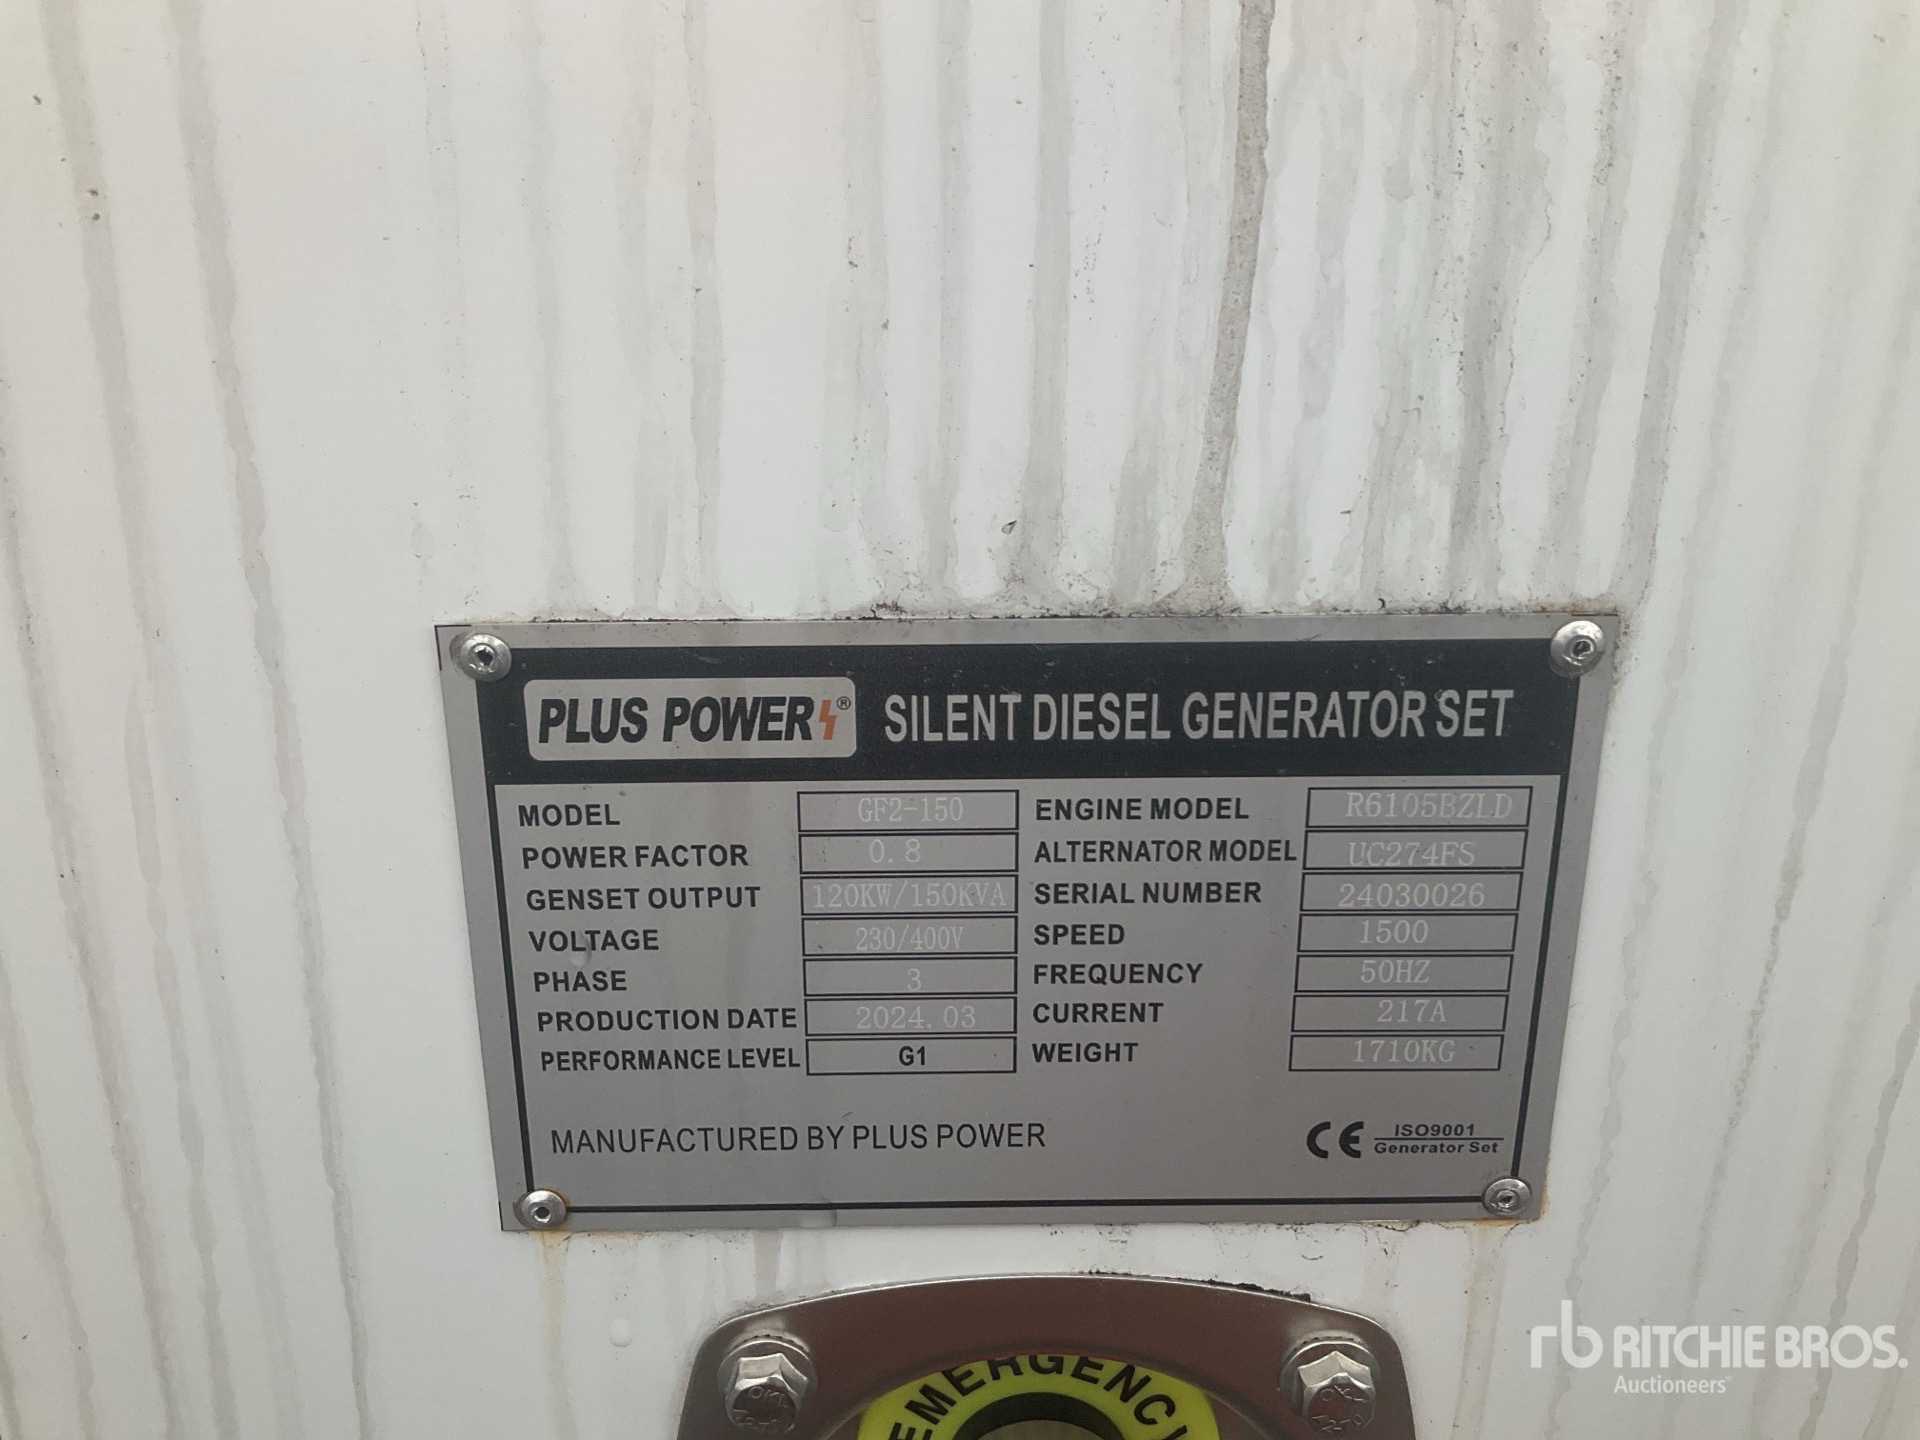 PLUS POWER® SILENT DIESEL GENERATOR SET
MODEL GF2-150 ENGINE MODEL R6105BZLD
POWER FACTOR 0.8 ALTERNATOR MODEL UC274FS
GENSET OUTPUT 120KW/150KVA SERIAL NUMBER 24030026
VOLTAGE 230/400V SPEED 1500
PHASE 3 FREQUENCY 50HZ
PRODUCTION DATE 2024.03 CURRENT 217A
PERFORMANCE LEVEL G1 WEIGHT 1710KG
MANUFACTURED BY PLUS POWER CE ISO9001
Generator Set
EMERGENCY
rb RITCHIE BROS.
Auctioneers